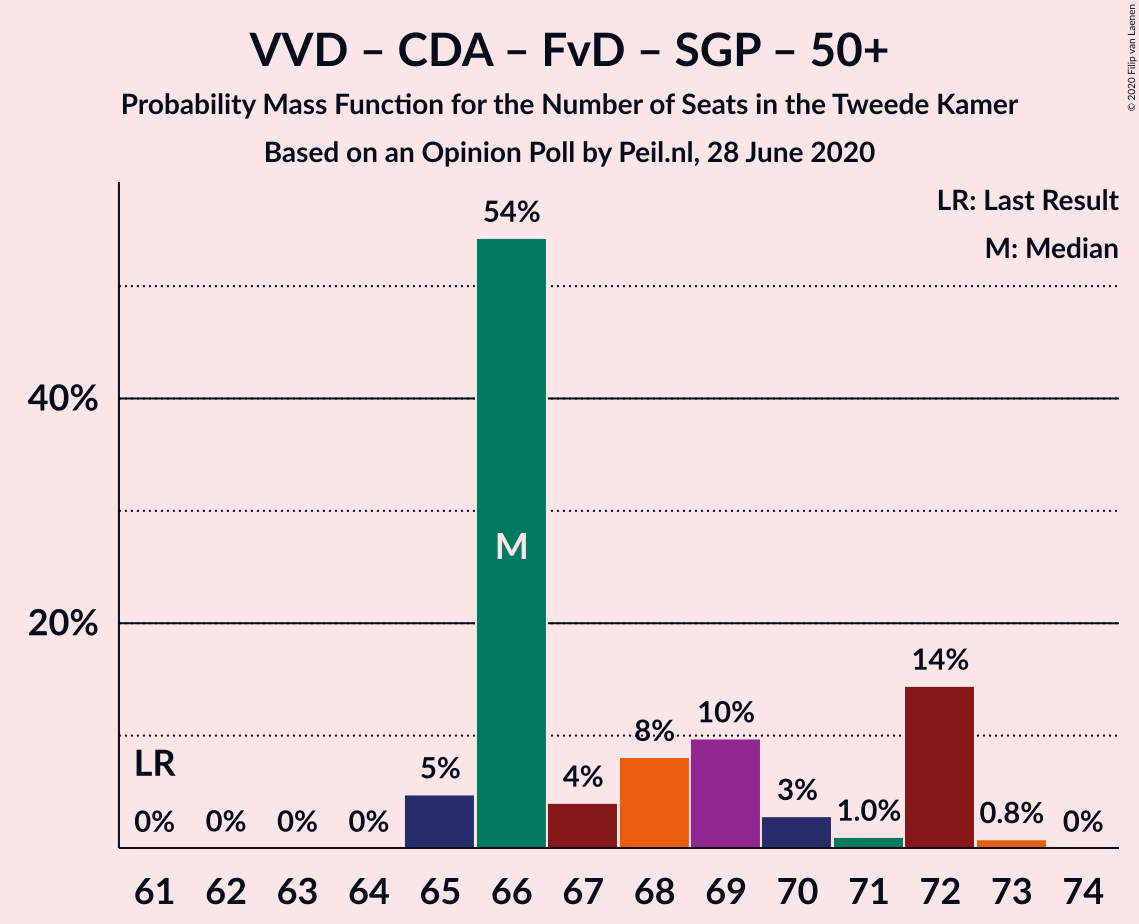 VVD – CDA – FvD – SGP – 50+
Probability Mass Function for the Number of Seats in the Tweede Kamer
Based on an Opinion Poll by Peil.nl, 28 June 2020
© 2020 Filip van Laenen
LR: Last Result
M: Median
40%
20%
LR
M
0%
0%
0%
0%
5%
54%
4%
8%
10%
3%
1.0%
14%
0.8%
0%
61 62 63 64 65 66 67 68 69 70 71 72 73 74